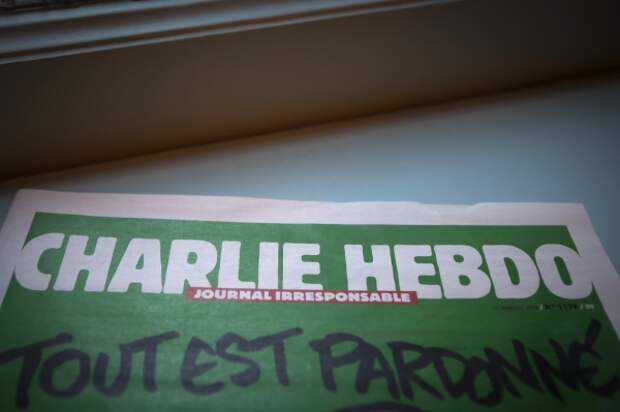 CHARLIE HEBDO
JOURNAL IRRESPONSABLE
TOUT EST PARDONNÉ